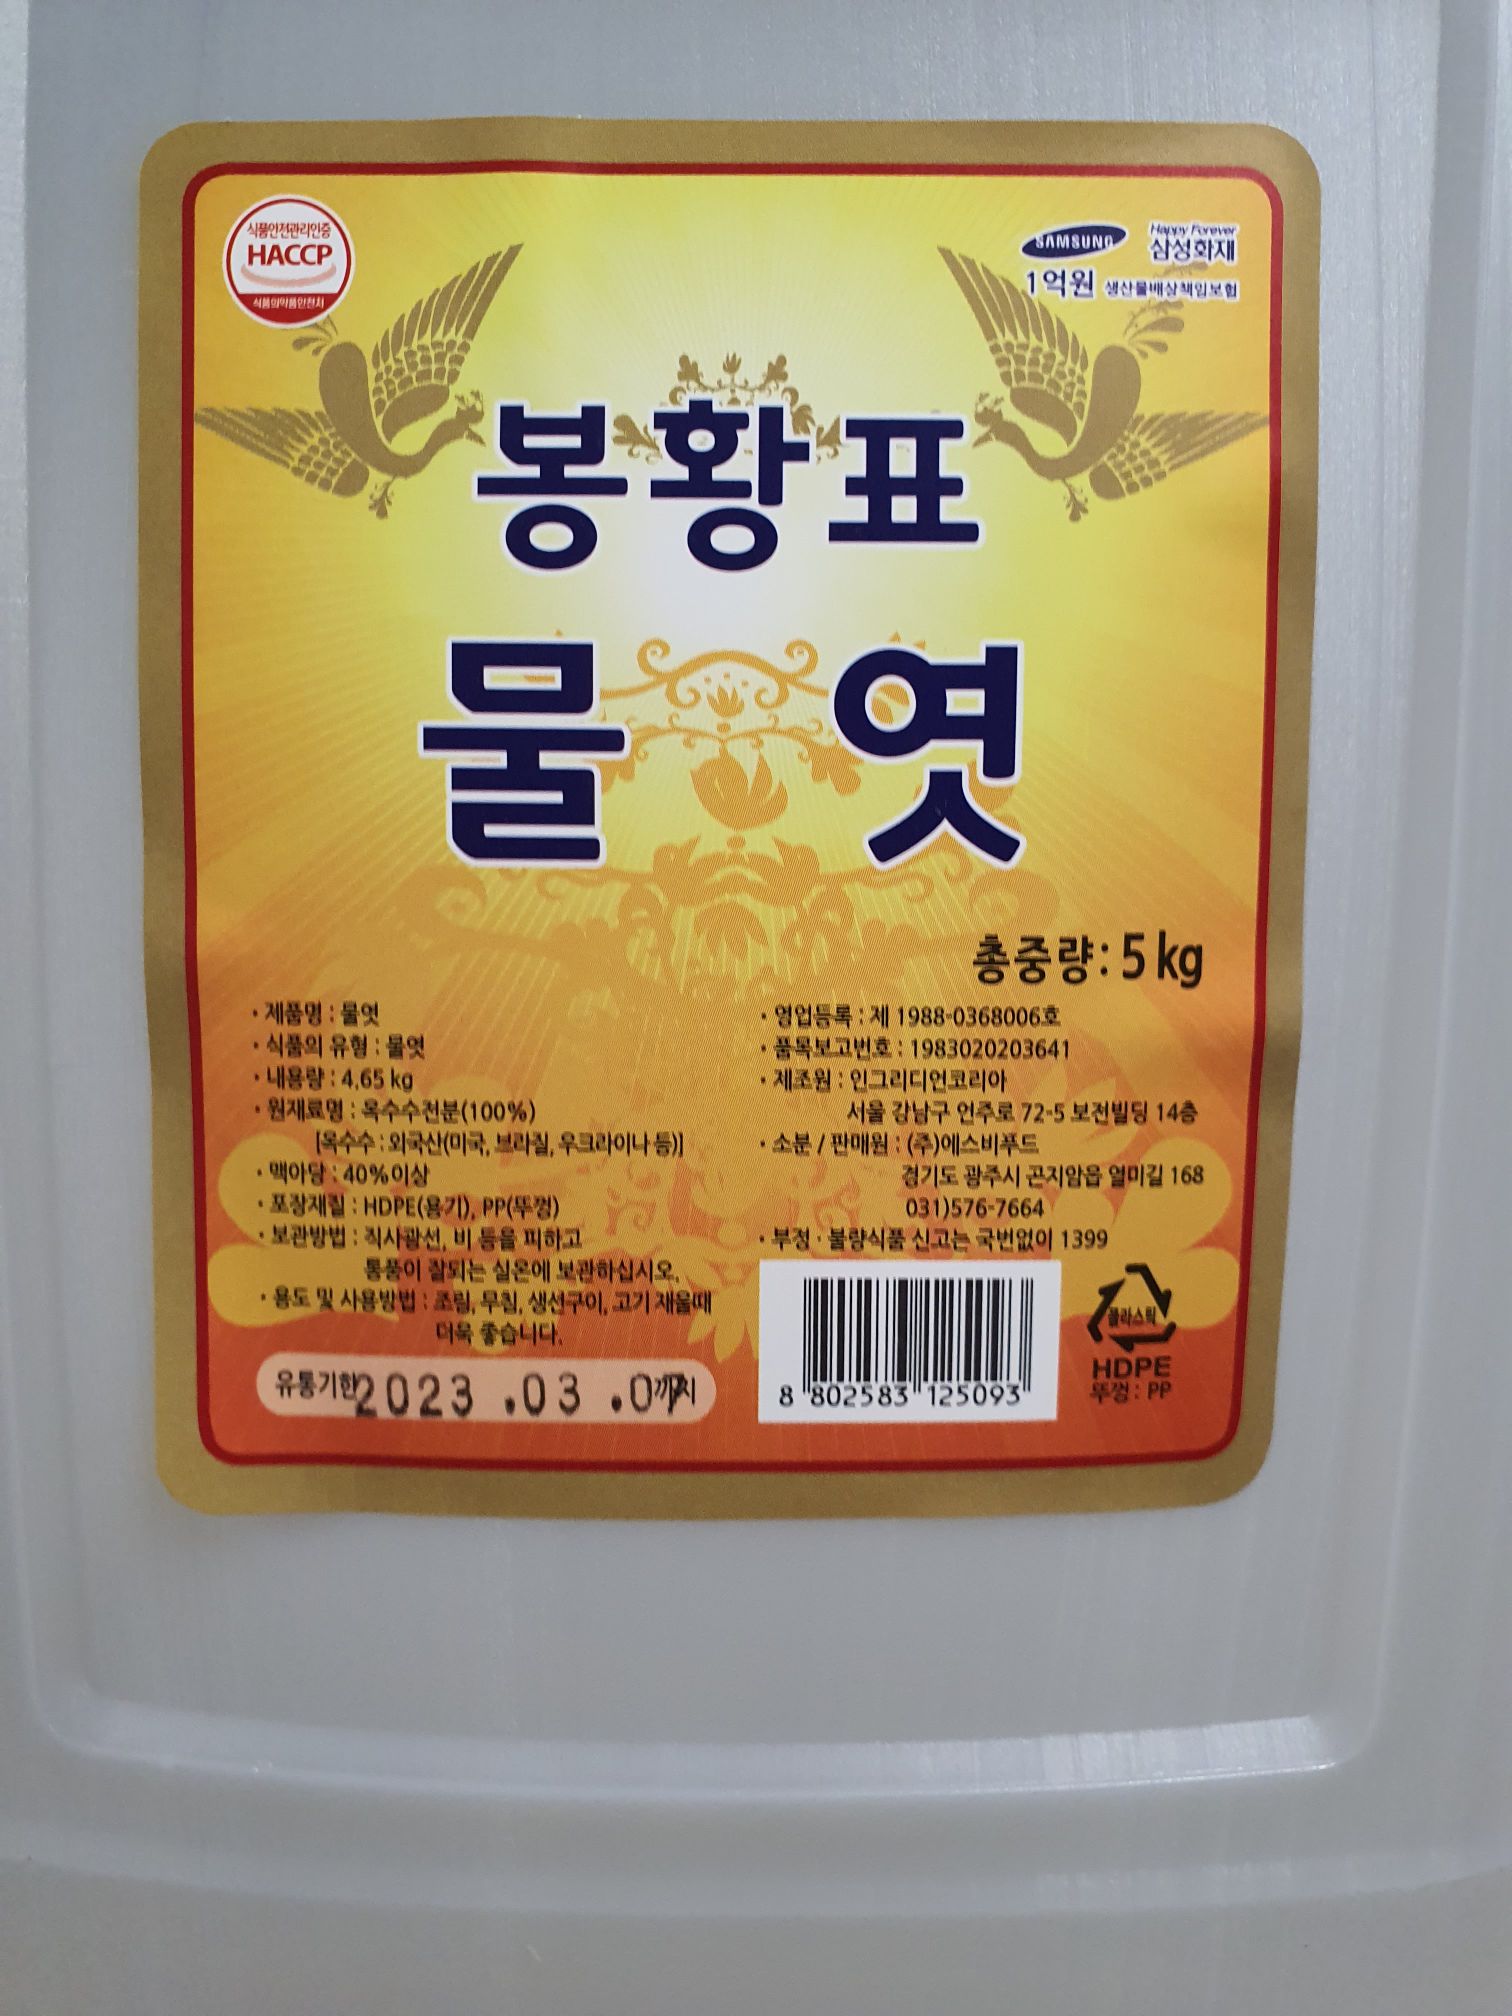 식품안전관리인증
HACCP
식품의약품안전처
SAMSUNG
Happy Forever
삼성화재
1억원 생산물배상책임보험
봉황표
물엿
총중량: 5 kg
· 제품명 : 물엿
· 식품의 유형 : 물엿
· 내용량 : 4.65 kg
· 원재료명 : 옥수수전분(100%)
[옥수수 : 외국산(미국, 브라질, 우크라이나 등)]
· 맥아당 : 40% 이상
· 포장재질 : HDPE(용기), PP(뚜껑)
· 보관방법 : 직사광선, 비 등을 피하고
통풍이 잘되는 실온에 보관하십시오.
· 용도 및 사용방법 : 조림, 무침, 생선구이, 고기 재울때
더욱 좋습니다.
유통기한 2023 .03 .07까지
· 영업등록 : 제 1988-0368006호
· 품목보고번호 : 1983020203641
· 제조원 : 인그리디언코리아
서울 강남구 언주로 72-5 보전빌딩 14층
· 소분 / 판매원 : (주)에스비푸드
경기도 광주시 곤지암읍 열미길 168
031)576-7664
· 부정 · 불량식품 신고는 국번없이 1399
8 802583 125093
플라스틱
HDPE
뚜껑 : PP